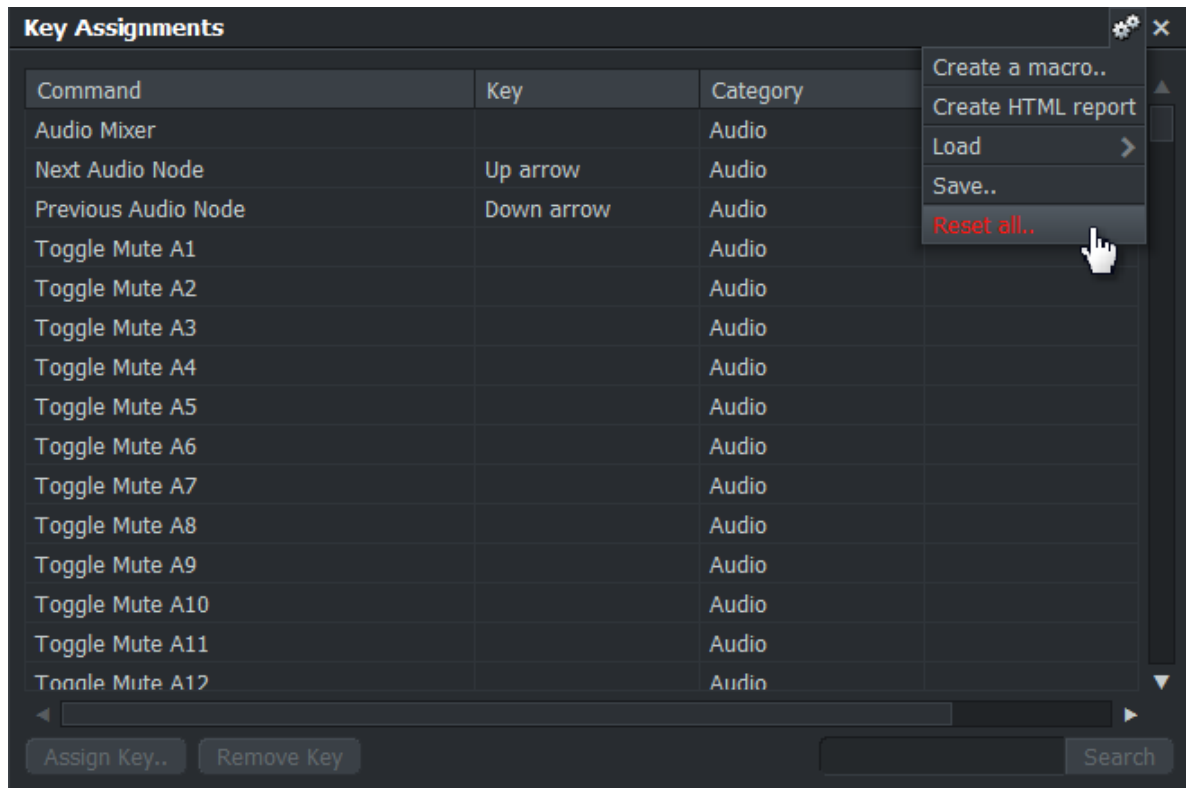 Key Assignments
Create a macro..
Create HTML report
Load
Save..
Reset all..
Command Key Category
Audio Mixer Audio
Next Audio Node Up arrow Audio
Previous Audio Node Down arrow Audio
Toggle Mute A1 Audio
Toggle Mute A2 Audio
Toggle Mute A3 Audio
Toggle Mute A4 Audio
Toggle Mute A5 Audio
Toggle Mute A6 Audio
Toggle Mute A7 Audio
Toggle Mute A8 Audio
Toggle Mute A9 Audio
Toggle Mute A10 Audio
Toggle Mute A11 Audio
Toggle Mute A12 Audio
Assign Key.. Remove Key Search